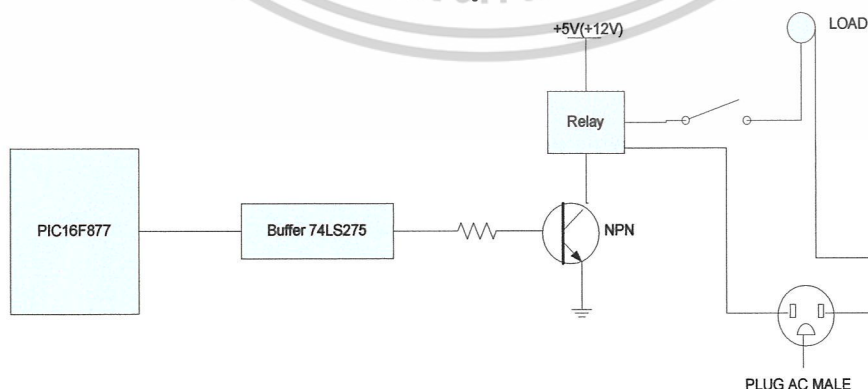 +5V(+12V)
LOAD
Relay
PIC16F877
Buffer 74LS275
NPN
PLUG AC MALE